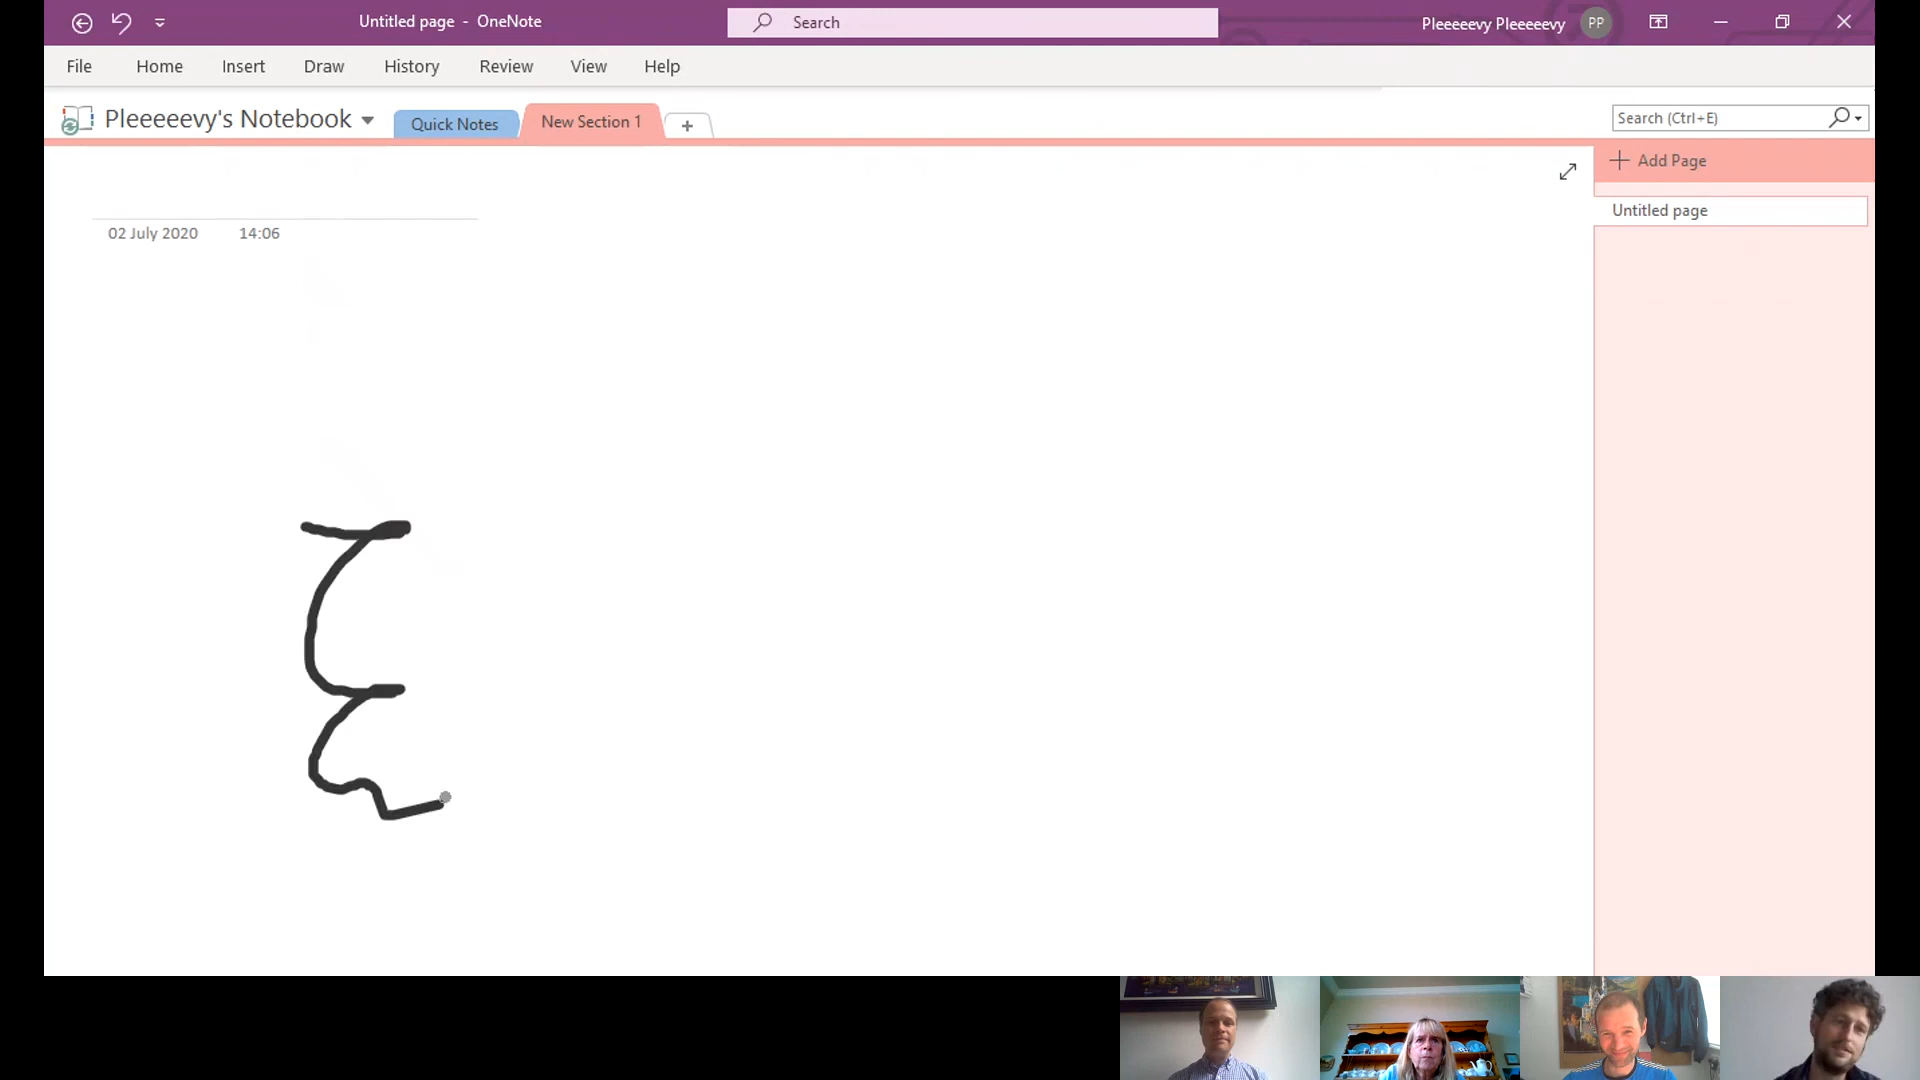 Untitled page - OneNote
Search
Pleeeeevy Pleeeeevy
PP
File Home Insert Draw History Review View Help
Pleeeeevy's Notebook
Quick Notes
New Section 1
+
Search (Ctrl+E)
Add Page
Untitled page
02 July 2020 14:06
ξ